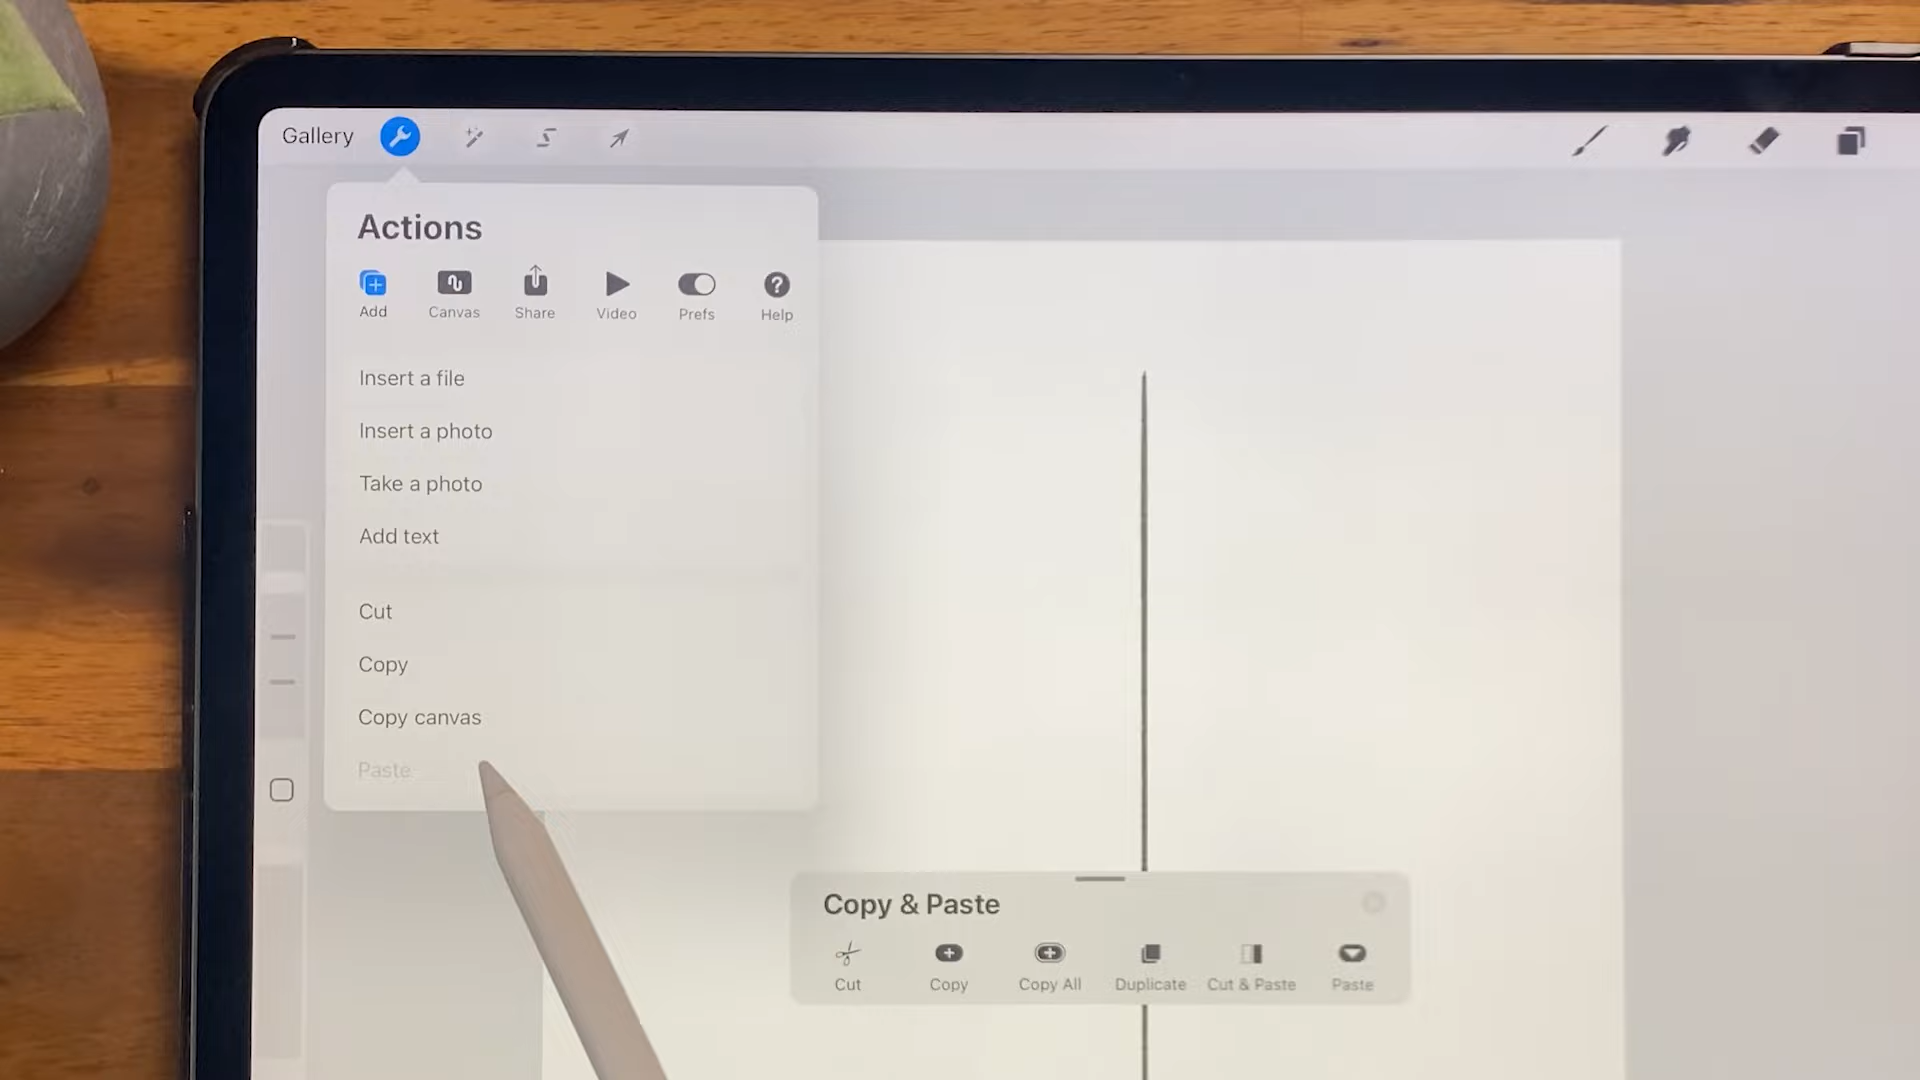 Gallery
Actions
Add Canvas Share Video Prefs Help
Insert a file
Insert a photo
Take a photo
Add text
Cut
Copy
Copy canvas
Paste
Copy & Paste
Cut Copy Copy All Duplicate Cut & Paste Paste